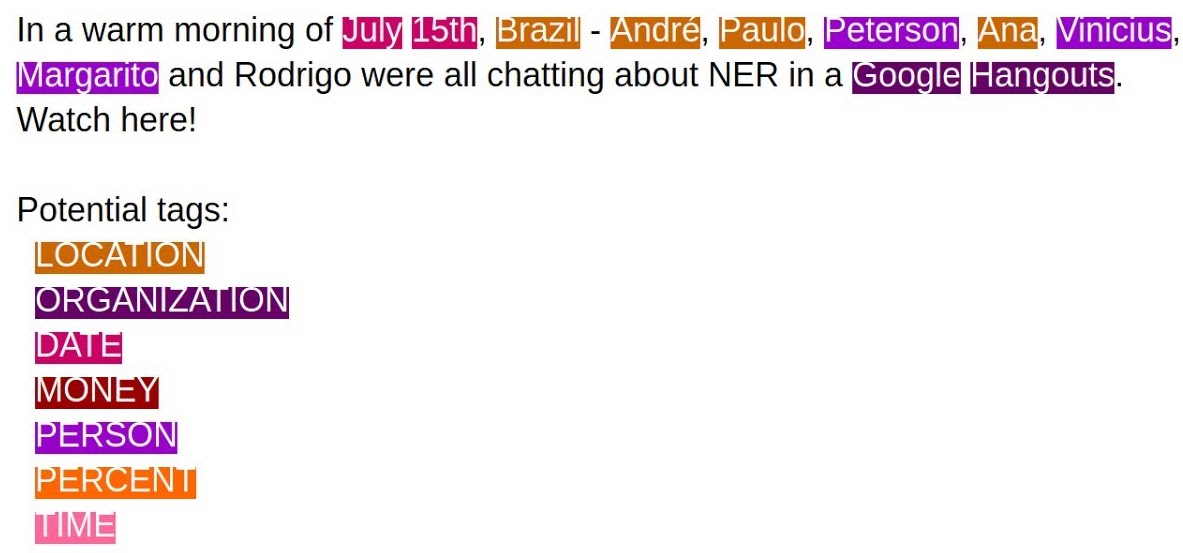 In a warm morning of July 15th, Brazil - André, Paulo, Peterson, Ana, Vinicius,
Margarito and Rodrigo were all chatting about NER in a Google Hangouts.
Watch here!
Potential tags:
LOCATION
ORGANIZATION
DATE
MONEY
PERSON
PERCENT
TIME